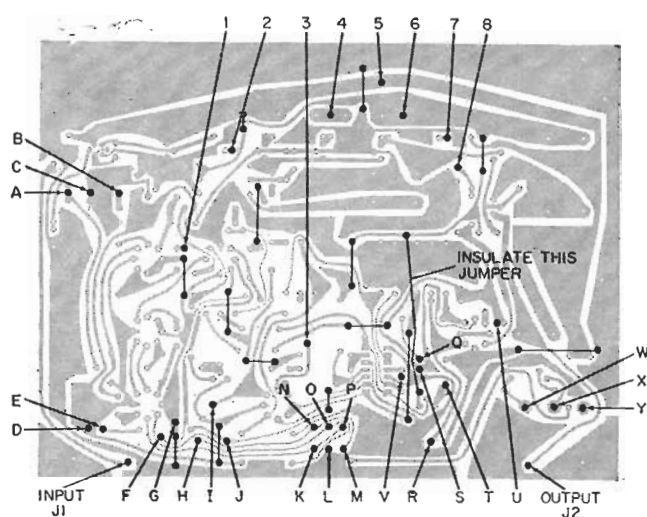 1 2 3 4 5 6 7 8
B
C
A
INSULATE THIS
JUMPER
Q
W
X
Y
N O P
E
D
INPUT
J1
F G H I J K L M V R S T U
OUTPUT
J2